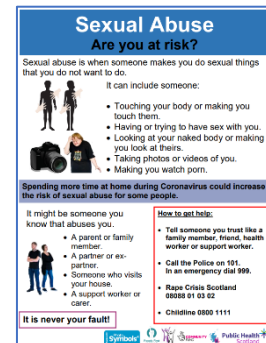 Sexual Abuse
Are you at risk?
Sexual abuse is when someone makes you do sexual things
that you do not want to do.
It can include someone:
• Touching your body or making you
touch them.
• Having or trying to have sex with you.
• Looking at your naked body or making
you look at theirs.
• Taking photos or videos of you.
• Making you watch porn.
Spending more time at home during Coronavirus could increase
the risk of sexual abuse for some people.
It might be someone you
know that abuses you.
• A parent or family
member.
• A partner or ex-
partner.
• Someone who visits
your house.
• A support worker or
carer.
It is never your fault!
How to get help:
• Tell someone you trust like a
family member, friend, health
worker or support worker.
• Call the Police on 101.
In an emergency dial 999.
• Rape Crisis Scotland
08088 01 03 02
• Childline 0800 1111
Symbols
Public Health
Scotland